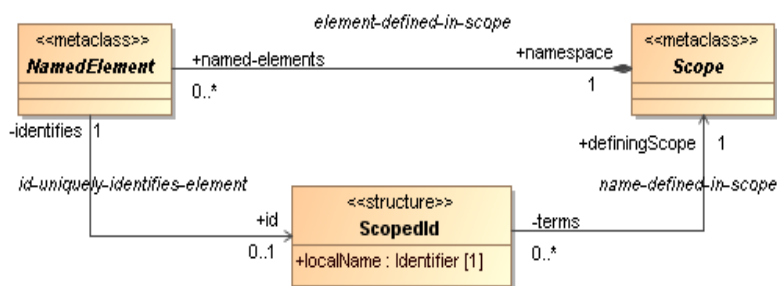 element-defined-in-scope
<<metaclass>>
NamedElement
+named-elements
0..*
+namespace
1
<<metaclass>>
Scope
-identifies 1
+definingScope 1
id-uniquely-identifies-element
name-defined-in-scope
<<structure>>
ScopedId
+id
0..1
-terms
0..*
+localName : Identifier [1]